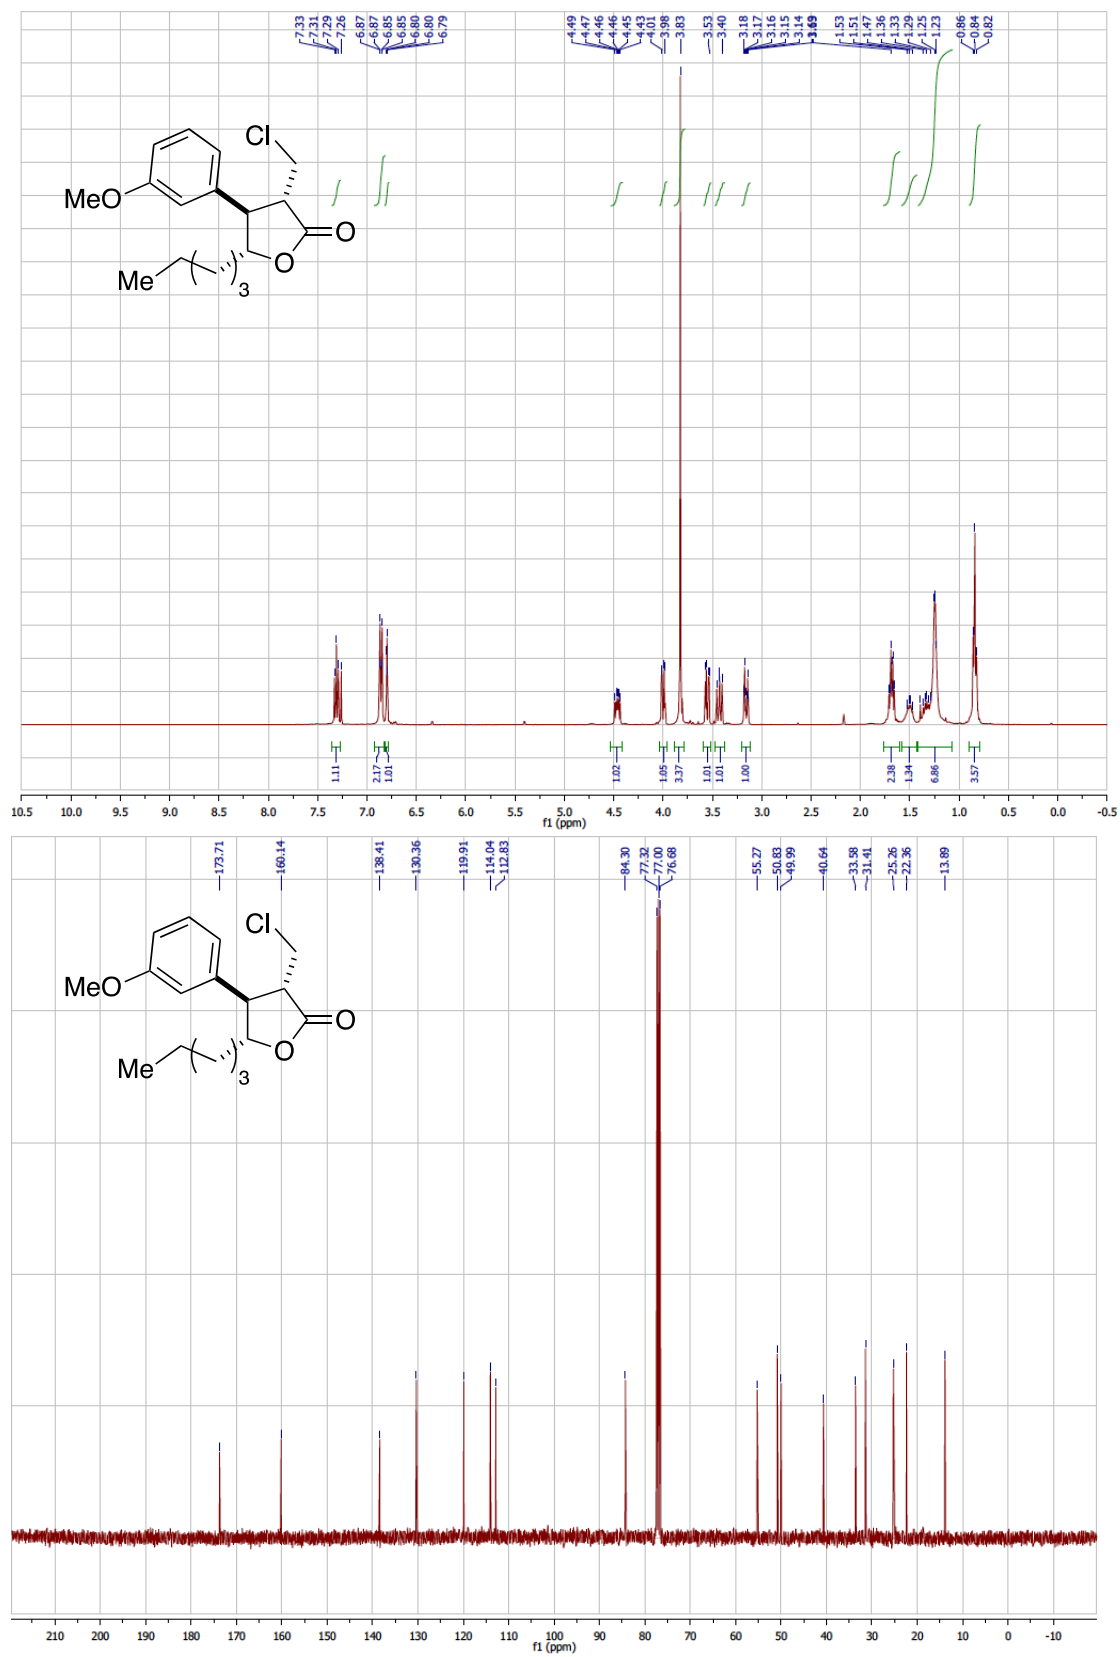 7.33 7.31 7.29 7.26 6.87 6.87 6.85 6.85 6.80 6.80 6.79 4.49 4.47 4.46 4.46 4.45 4.43 4.01 3.98 3.83 3.53 3.40 3.18 3.17 3.16 3.15 3.14 1.53 1.51 1.47 1.36 1.33 1.29 1.25 1.23 0.86 0.84 0.82
Cl
MeO
O
O
Me
3
1.11 2.17 1.01 1.02 1.05 3.37 1.01 1.01 1.00 2.38 1.34 6.86 3.57
10.5 10.0 9.5 9.0 8.5 8.0 7.5 7.0 6.5 6.0 5.5 5.0 4.5 4.0 3.5 3.0 2.5 2.0 1.5 1.0 0.5 0.0 -0.5
f1 (ppm)
173.71 160.14 138.41 130.36 119.91 114.04 112.83 84.30 77.32 77.00 76.68 55.27 50.83 49.99 40.64 33.58 31.41 25.26 22.36 13.89
Cl
MeO
O
O
Me
3
210 200 190 180 170 160 150 140 130 120 110 100 90 80 70 60 50 40 30 20 10 0 -10
f1 (ppm)